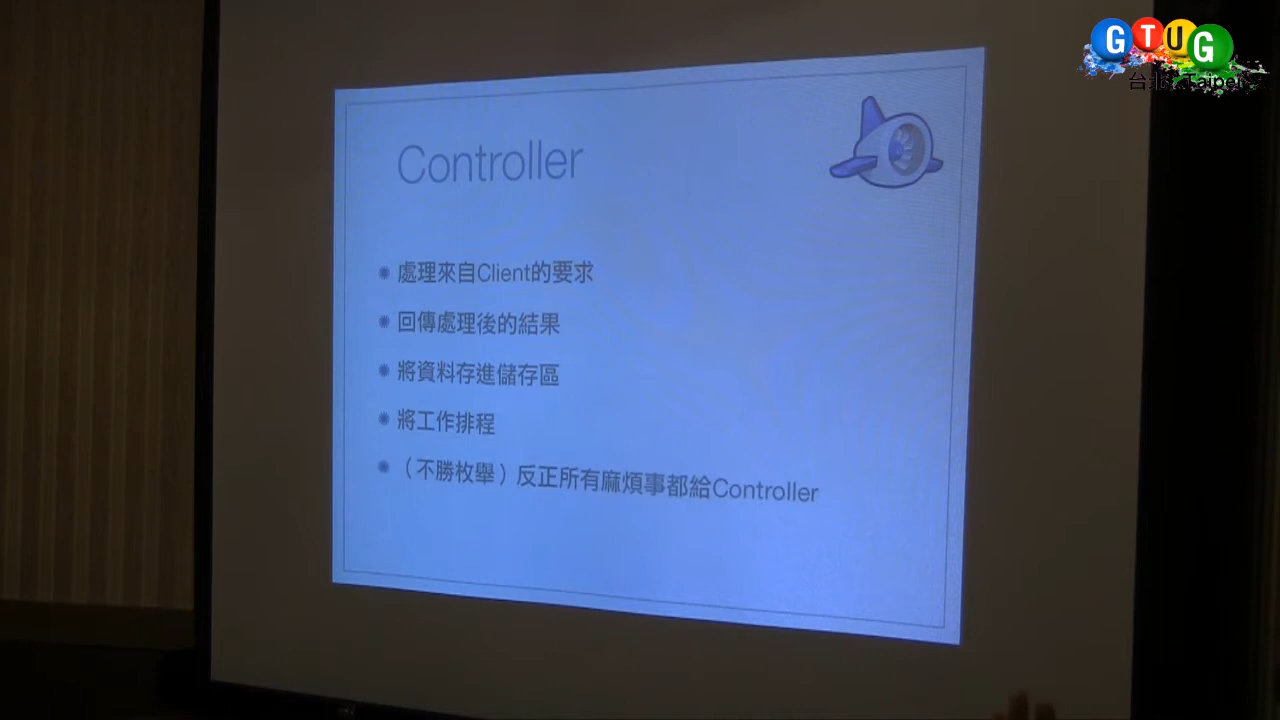 GTUG
台北 Taipei
Controller
處理來自Client的要求
回傳處理後的結果
將資料存進儲存區
將工作排程
（不勝枚舉）反正所有麻煩事都給Controller